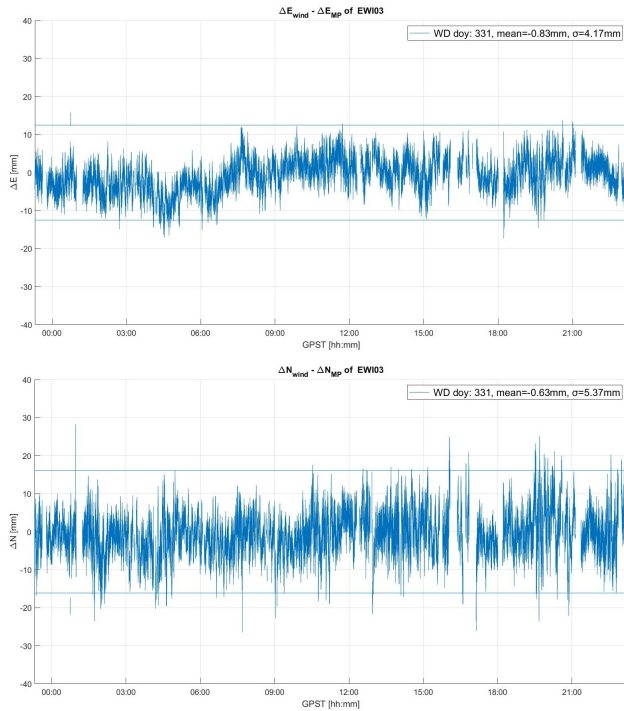 ΔE_wind - ΔE_MP of EWI03
WD doy: 331, mean=-0.83mm, σ=4.17mm
40
30
20
10
0
-10
-20
-30
-40
ΔE [mm]
00:00 03:00 06:00 09:00 12:00 15:00 18:00 21:00
GPST [hh:mm]
ΔN_wind - ΔN_MP of EWI03
WD doy: 331, mean=-0.63mm, σ=5.37mm
40
30
20
10
0
-10
-20
-30
-40
ΔN [mm]
00:00 03:00 06:00 09:00 12:00 15:00 18:00 21:00
GPST [hh:mm]